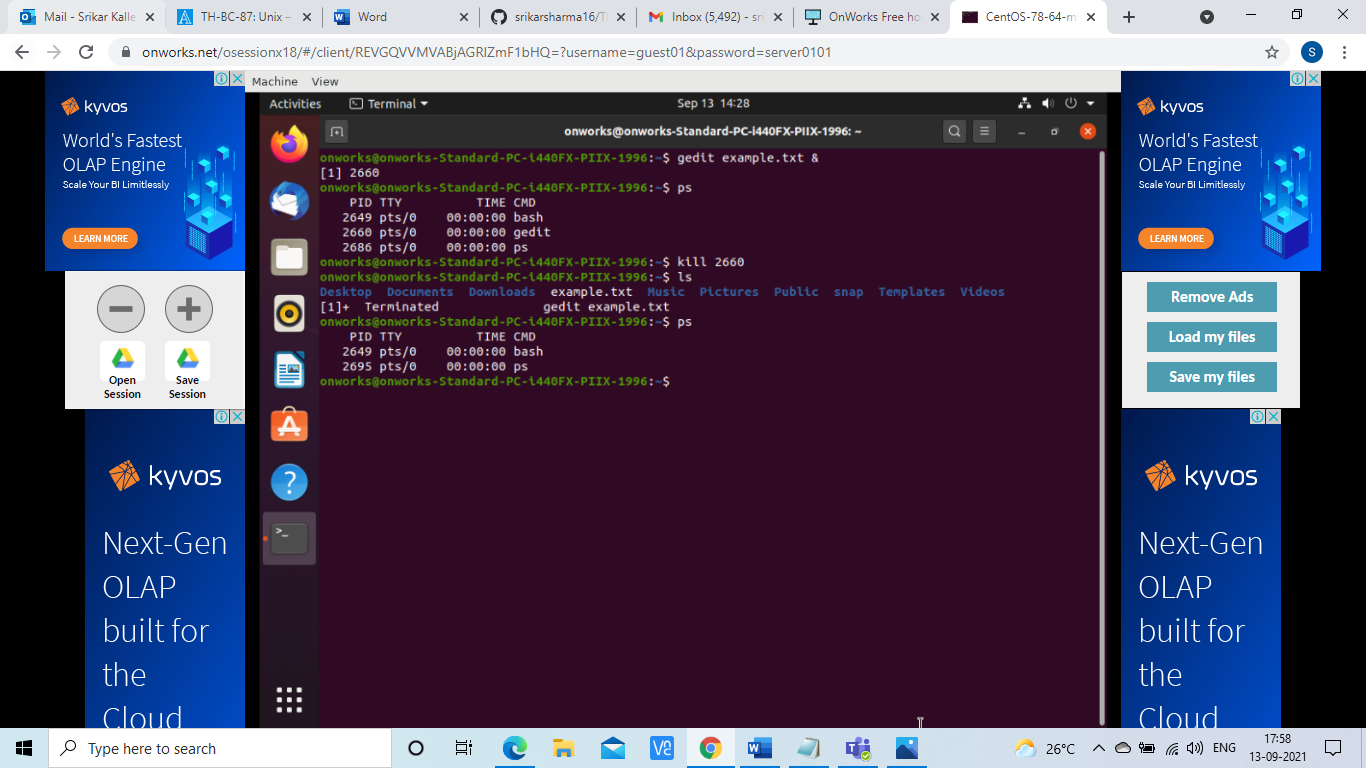 Mail - Srikar Kalle
TH-BC-87: Unix –
Word
srikarsharma16/T
Inbox (5,492) - sri
OnWorks Free ho
CentOS-78-64-m
onworks.net/osessionx18/#/client/REVGQVVMVABjAGRlZmF1bHQ=?username=guest01&password=server0101
S
Machine View
Activities
Terminal
Sep 13 14:28
onworks@onworks-Standard-PC-i440FX-PIIX-1996: ~
onworks@onworks-Standard-PC-i440FX-PIIX-1996:~$ gedit example.txt &
[1] 2660
onworks@onworks-Standard-PC-i440FX-PIIX-1996:~$ ps
PID TTY TIME CMD
2649 pts/0 00:00:00 bash
2660 pts/0 00:00:00 gedit
2686 pts/0 00:00:00 ps
onworks@onworks-Standard-PC-i440FX-PIIX-1996:~$ kill 2660
onworks@onworks-Standard-PC-i440FX-PIIX-1996:~$ ls
Desktop Documents Downloads example.txt Music Pictures Public snap Templates Videos
[1]+ Terminated gedit example.txt
onworks@onworks-Standard-PC-i440FX-PIIX-1996:~$ ps
PID TTY TIME CMD
2649 pts/0 00:00:00 bash
2695 pts/0 00:00:00 ps
onworks@onworks-Standard-PC-i440FX-PIIX-1996:~$
kyvos
World's Fastest
OLAP Engine
Scale Your BI Limitlessly
LEARN MORE
Open
Session
Save
Session
kyvos
Next-Gen
OLAP
built for
the
Cloud
kyvos
World's Fastest
OLAP Engine
Scale Your BI Limitlessly
LEARN MORE
Remove Ads
Load my files
Save my files
kyvos
Next-Gen
OLAP
built for
the
Cloud
Type here to search
26°C
ENG
17:58
13-09-2021